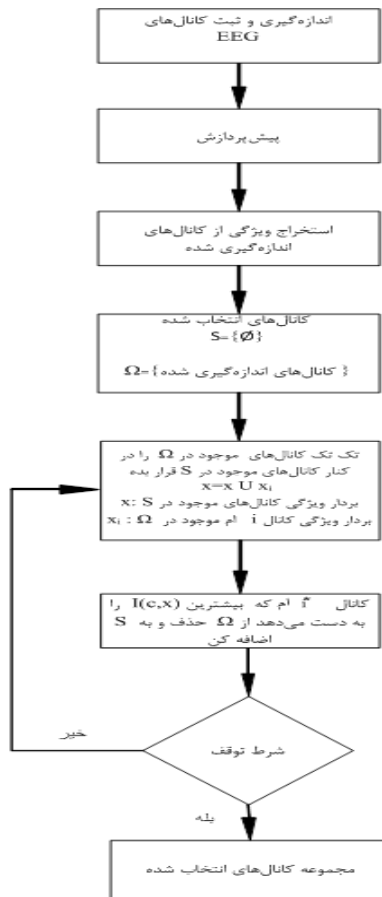 اندازه‌گیری و ثبت کانال‌های
EEG
پیش‌پردازش
استخراج ویژگی از کانال‌های
اندازه‌گیری شده
کانال‌های انتخاب شده
S={Ø}
Ω={کانال‌های اندازه‌گیری شده }
تک تک کانال‌های موجود در Ω را در
کنار کانال‌های موجود در S قرار بده
x=x U xᵢ
بردار ویژگی کانال‌های موجود در x: S
بردار ویژگی کانال i ام موجود در xᵢ : Ω
کانال i* ام که بیشترین I(c,x) را
به دست می‌دهد از Ω حذف و به S
اضافه کن
شرط توقف
خیر
بله
مجموعه کانال‌های انتخاب شده